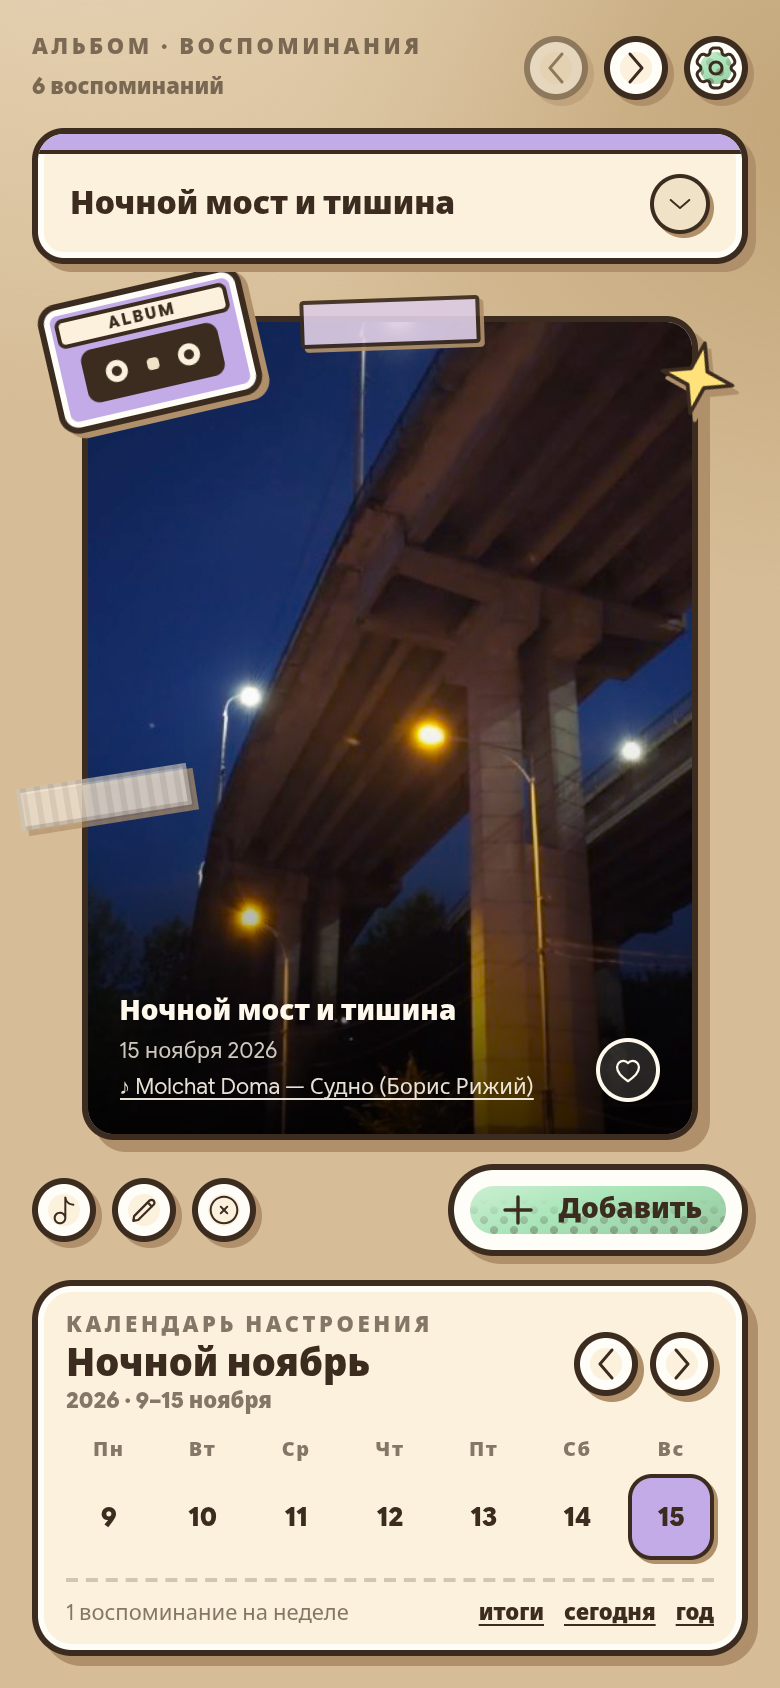 АЛЬБОМ · ВОСПОМИНАНИЯ
6 воспоминаний
Ночной мост и тишина
ALBUM
Ночной мост и тишина
15 ноября 2026
♪ Molchat Doma — Судно (Борис Рижий)
Добавить
КАЛЕНДАРЬ НАСТРОЕНИЯ
Ночной ноябрь
2026 · 9–15 ноября
Пн Вт Ср Чт Пт Сб Вс
9 10 11 12 13 14 15
1 воспоминание на неделе итоги сегодня год